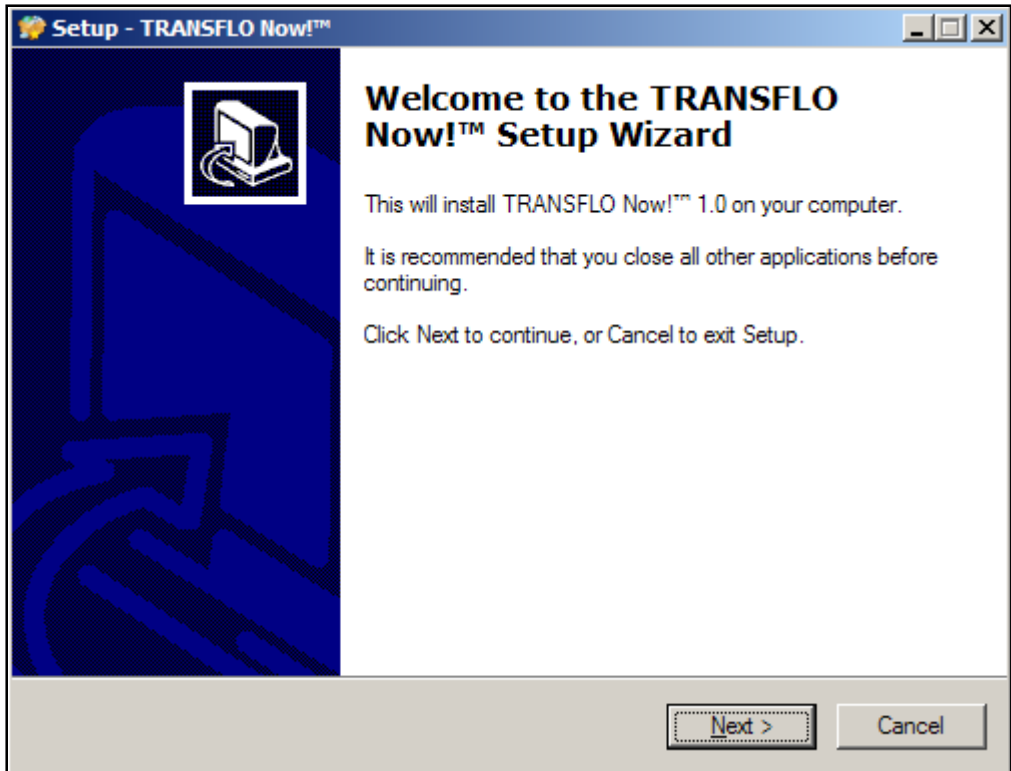 Setup - TRANSFLO Now!™
Welcome to the TRANSFLO
Now!™ Setup Wizard
This will install TRANSFLO Now!™ 1.0 on your computer.
It is recommended that you close all other applications before
continuing.
Click Next to continue, or Cancel to exit Setup.
Next >
Cancel